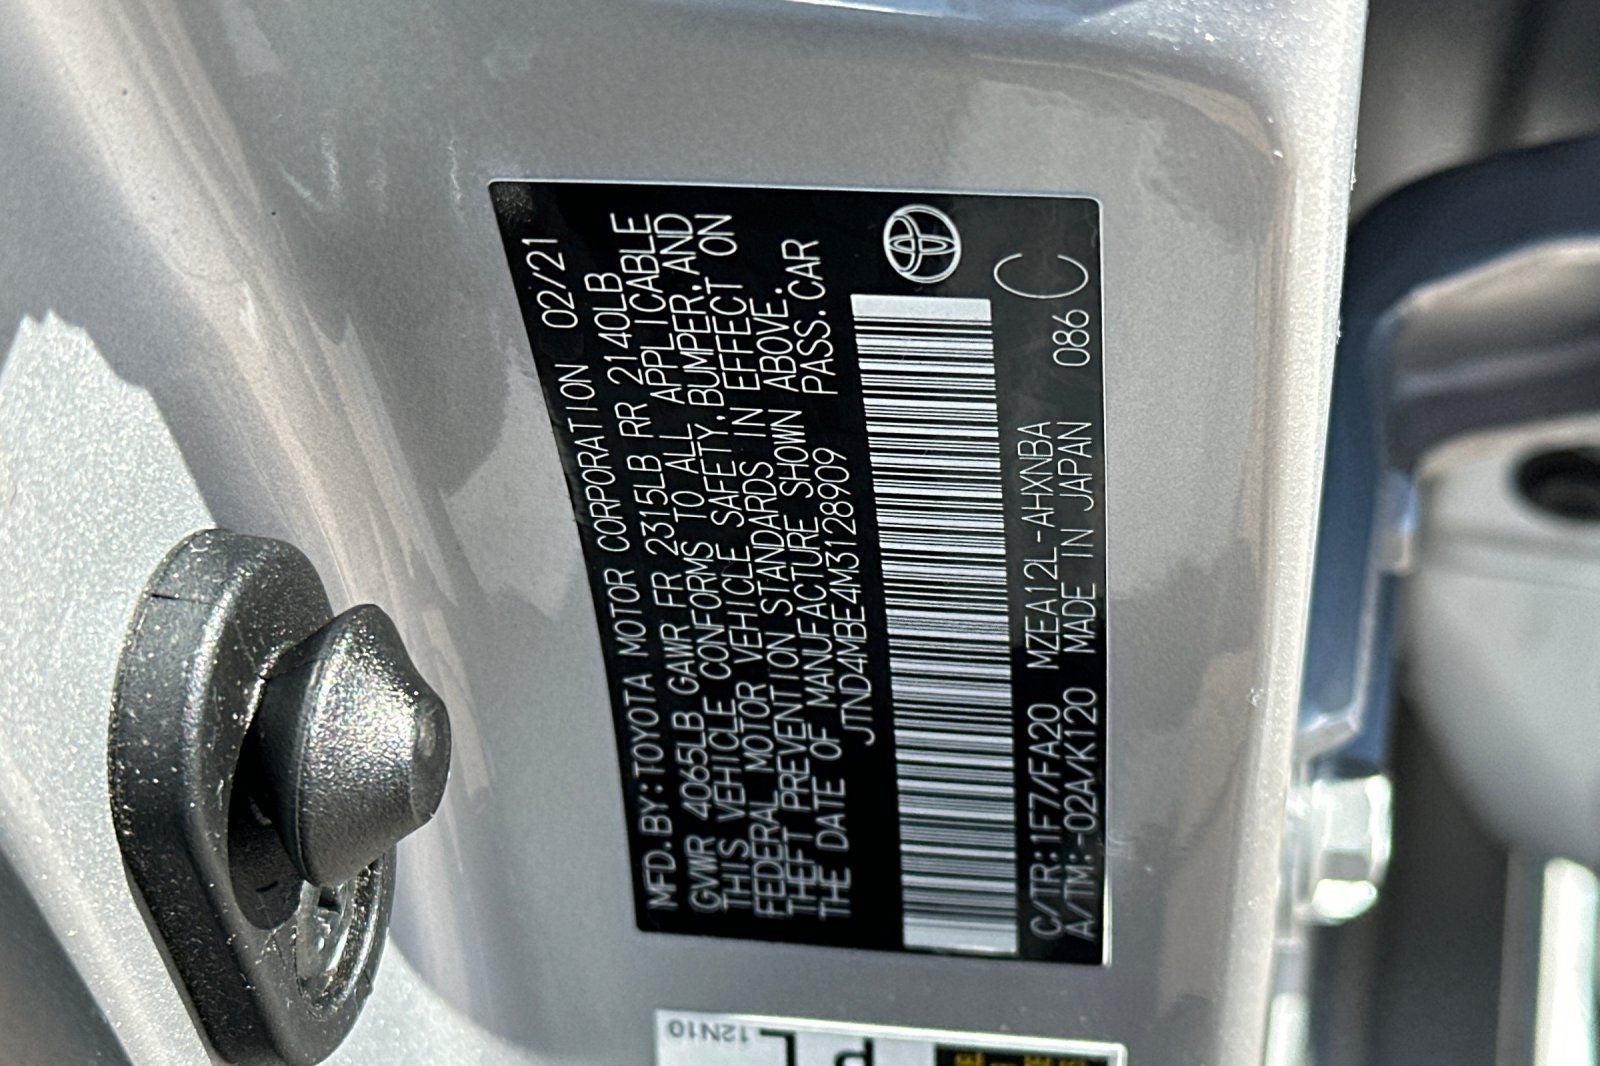 MFD.BY:TOYOTA MOTOR CORPORATION 02/21
GVWR 4065LB GAWR FR 2315LB RR 2140LB
THIS VEHICLE CONFORMS TO ALL APPLICABLE
FEDERAL MOTOR VEHICLE SAFETY,BUMPER,AND
THEFT PREVENTION STANDARDS IN EFFECT ON
THE DATE OF MANUFACTURE SHOWN ABOVE.
JTND4MBE4M3128909 PASS.CAR
C/TR:1F7/FA20 MZEA12L-AHXNBA
A/TM:-02A/K120 MADE IN JAPAN 086 C
12N10